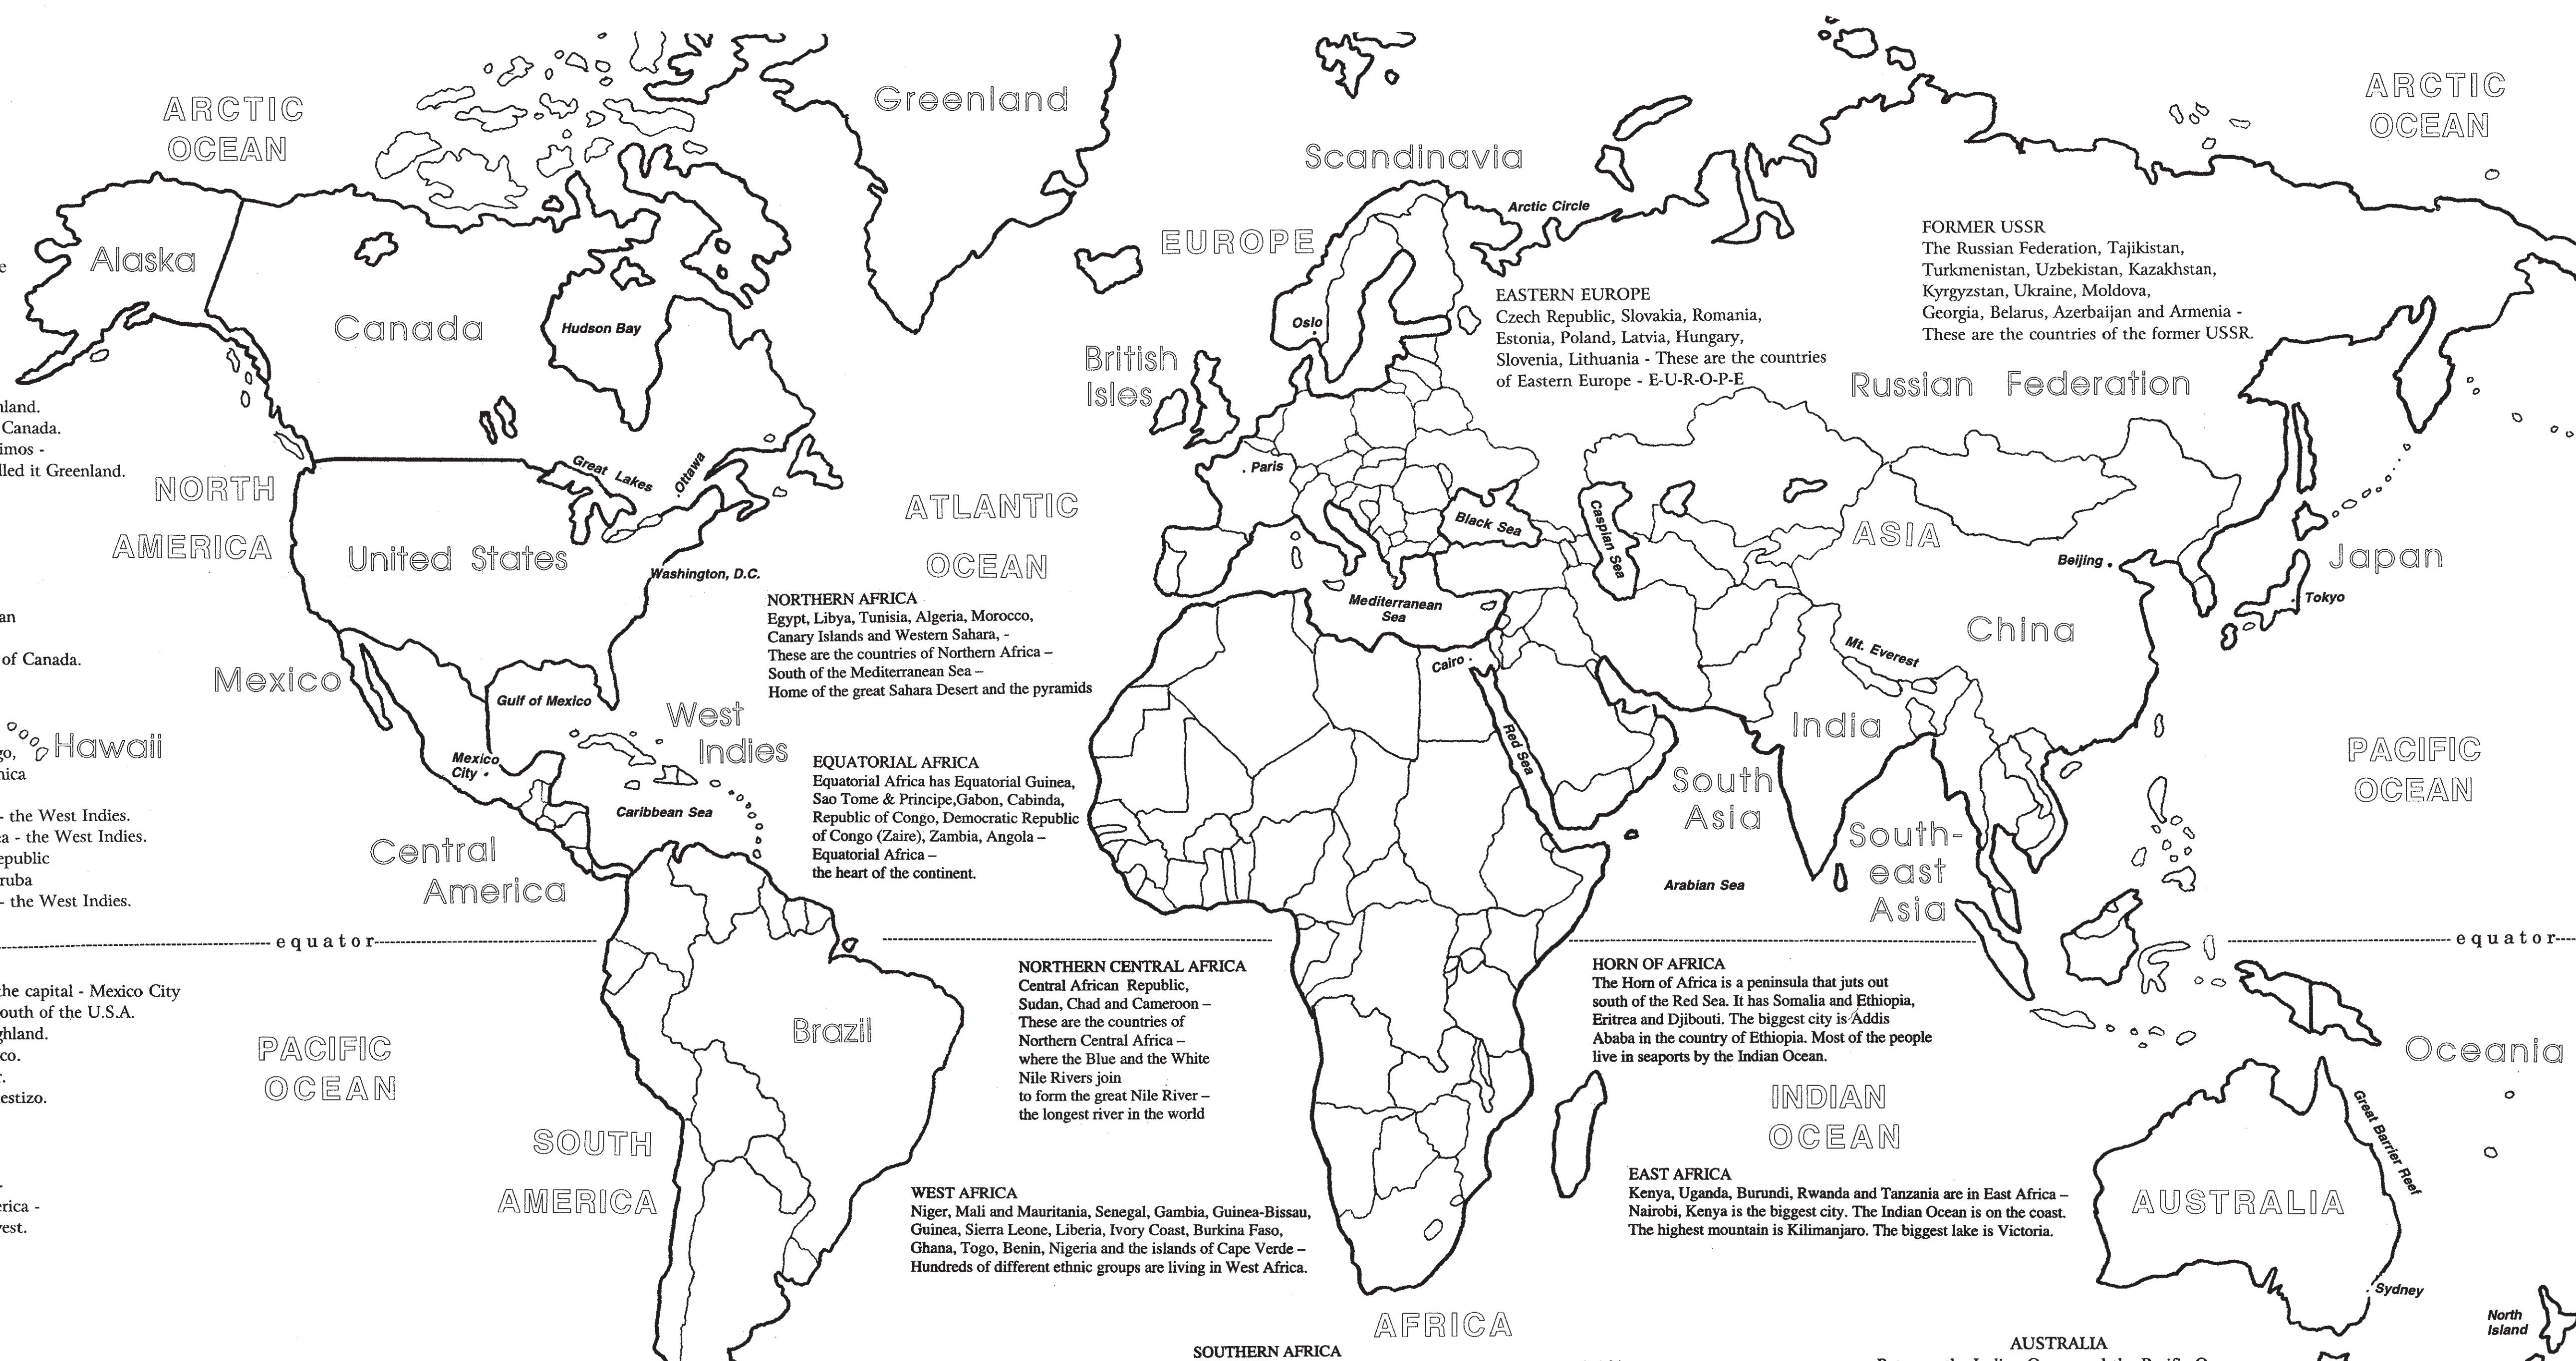 ARCTIC
OCEAN
Greenland
Scandinavia
ARCTIC
OCEAN
Arctic Circle
Alaska
EUROPE
FORMER USSR
The Russian Federation, Tajikistan,
Turkmenistan, Uzbekistan, Kazakhstan,
Kyrgyzstan, Ukraine, Moldova,
Georgia, Belarus, Azerbaijan and Armenia -
These are the countries of the former USSR.
e
Canada
Hudson Bay
Oslo
EASTERN EUROPE
Czech Republic, Slovakia, Romania,
Estonia, Poland, Latvia, Hungary,
Slovenia, Lithuania - These are the countries
of Eastern Europe - E-U-R-O-P-E
British
Isles
Russian Federation
nland.
Canada.
imos -
lled it Greenland.
Great Lakes
Ottawa
Paris
NORTH
AMERICA
ATLANTIC
OCEAN
Black Sea
Caspian Sea
ASIA
United States
Washington, D.C.
Beijing
Japan
Tokyo
an
of Canada.
NORTHERN AFRICA
Egypt, Libya, Tunisia, Algeria, Morocco,
Canary Islands and Western Sahara, -
These are the countries of Northern Africa –
South of the Mediterranean Sea –
Home of the great Sahara Desert and the pyramids
Mediterranean
Sea
China
Mt. Everest
Cairo
Mexico
Gulf of Mexico
West
Indies
Red Sea
India
Hawaii
go,
nica
Mexico
City
PACIFIC
OCEAN
EQUATORIAL AFRICA
Equatorial Africa has Equatorial Guinea,
Sao Tome & Principe,Gabon, Cabinda,
Republic of Congo, Democratic Republic
of Congo (Zaire), Zambia, Angola –
Equatorial Africa –
the heart of the continent.
South
Asia
Caribbean Sea
- the West Indies.
ea - the West Indies.
epublic
ruba
- the West Indies.
Central
America
South-
east
Asia
Arabian Sea
equator
equator
NORTHERN CENTRAL AFRICA
Central African Republic,
Sudan, Chad and Cameroon –
These are the countries of
Northern Central Africa –
where the Blue and the White
Nile Rivers join
to form the great Nile River –
the longest river in the world
HORN OF AFRICA
The Horn of Africa is a peninsula that juts out
south of the Red Sea. It has Somalia and Ethiopia,
Eritrea and Djibouti. The biggest city is Addis
Ababa in the country of Ethiopia. Most of the people
live in seaports by the Indian Ocean.
the capital - Mexico City
outh of the U.S.A.
ghland.
co.
r.
estizo.
Brazil
PACIFIC
OCEAN
Oceania
INDIAN
OCEAN
Great Barrier Reef
SOUTH
AMERICA
erica -
vest.
WEST AFRICA
Niger, Mali and Mauritania, Senegal, Gambia, Guinea-Bissau,
Guinea, Sierra Leone, Liberia, Ivory Coast, Burkina Faso,
Ghana, Togo, Benin, Nigeria and the islands of Cape Verde –
Hundreds of different ethnic groups are living in West Africa.
EAST AFRICA
Kenya, Uganda, Burundi, Rwanda and Tanzania are in East Africa –
Nairobi, Kenya is the biggest city. The Indian Ocean is on the coast.
The highest mountain is Kilimanjaro. The biggest lake is Victoria.
AUSTRALIA
Sydney
North
Island
AFRICA
SOUTHERN AFRICA
AUSTRALIA